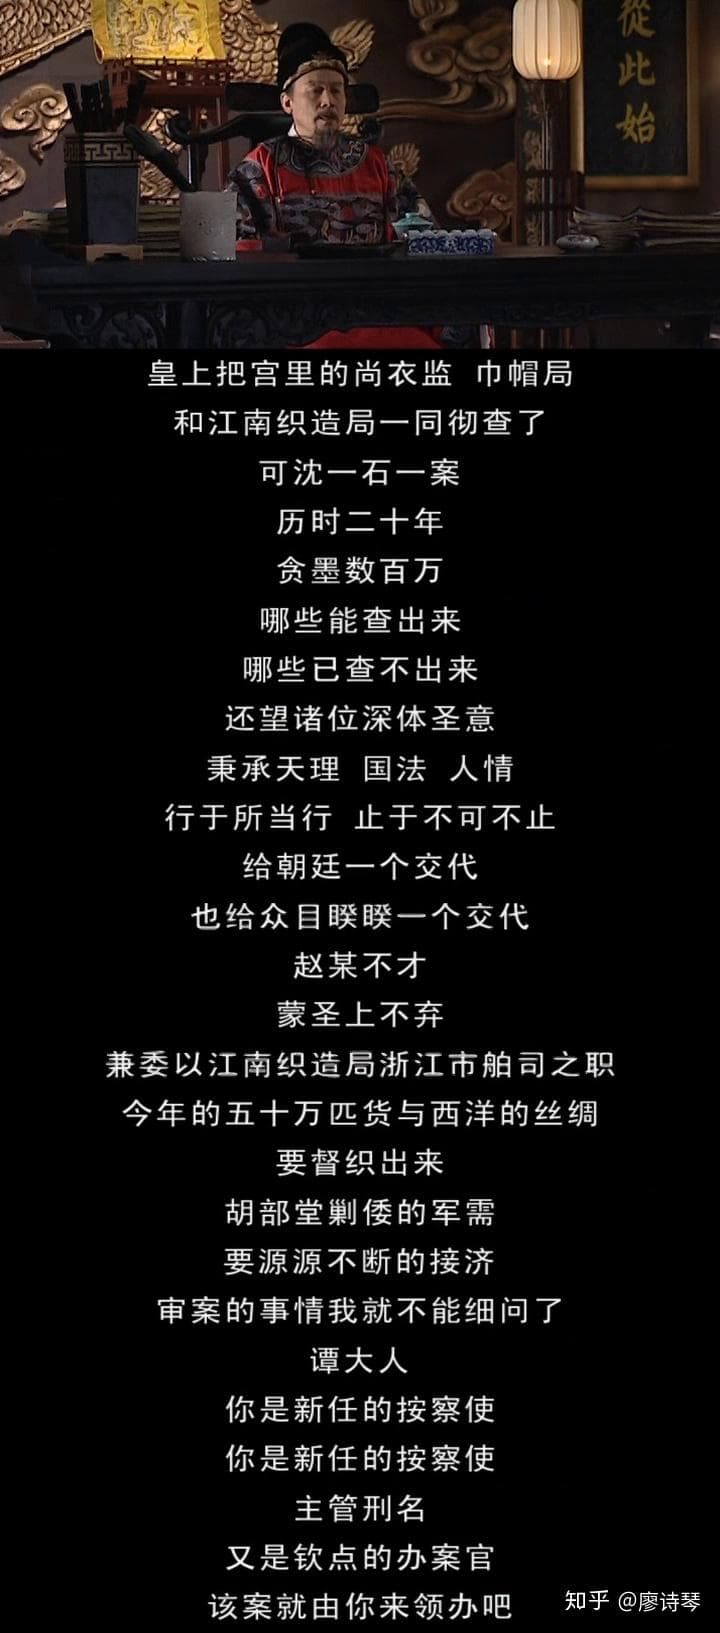 從此始
皇上把宫里的尚衣监 巾帽局
和江南织造局一同彻查了
可沈一石一案
历时二十年
贪墨数百万
哪些能查出来
哪些已查不出来
还望诸位深体圣意
秉承天理 国法 人情
行于所当行 止于不可不止
给朝廷一个交代
也给众目睽睽一个交代
赵某不才
蒙圣上不弃
兼委以江南织造局浙江市舶司之职
今年的五十万匹货与西洋的丝绸
要督织出来
胡部堂剿倭的军需
要源源不断的接济
审案的事情我就不能细问了
谭大人
你是新任的按察使
你是新任的按察使
主管刑名
又是钦点的办案官
该案就由你来领办吧
知乎 @廖诗琴